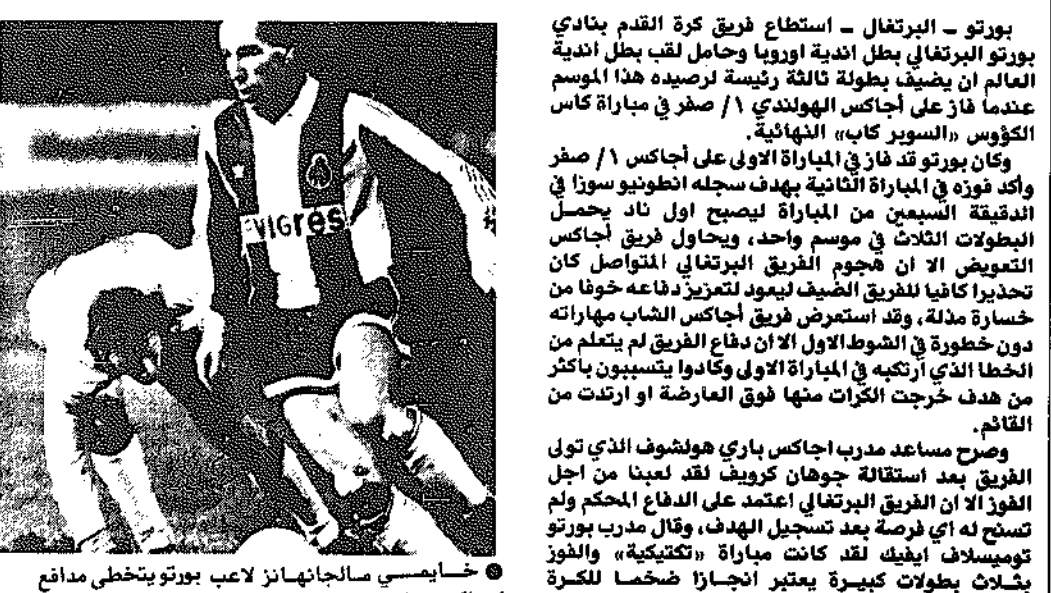 بورتو ـ البرتغال ـ استطاع فريق كرة القدم بنادي
بورتو البرتغالي بطل اندية اوروبا وحامل لقب بطل اندية
العالم ان يضيف بطولة ثالثة رئيسة لرصيده هذا الموسم
عندما فاز على أجاكس الهولندي ١/ صفر في مباراة كاس
الكؤوس «السوبر كاب» النهائية.
وكان بورتو قد فاز في المباراة الاولى على أجاكس ١/ صفر
وأكد فوزه في المباراة الثانية بهدف سجله انطونيو سوزا في
الدقيقة السبعين من المباراة ليصبح اول ناد يحمل
البطولات الثلاث في موسم واحد، ويحاول فريق أجاكس
التعويض الا ان هجوم الفريق البرتغالي المتواصل كان
تحذيرا كافيا للفريق الضيف ليعود لتعزيز دفاعه خوفا من
خسارة مذلة، وقد استعرض فريق أجاكس الشاب مهاراته
دون خطورة في الشوط الاول الا ان دفاع الفريق لم يتعلم من
الخطا الذي ارتكبه في المباراة الاولى وكادوا يتسببون بأكثر
من هدف خرجت الكرات منها فوق العارضة او ارتدت من
القائم.
وصرح مساعد مدرب اجاكس باري هولشوف الذي تولى
الفريق بعد استقالة جوهان كرويف لقد لعبنا من اجل
الفوز الا ان الفريق البرتغالي اعتمد على الدفاع المحكم ولم
تسنح له اي فرصة بعد تسجيل الهدف، وقال مدرب بورتو
توميسلاف ايفيك لقد كانت مباراة «تكتيكية» والفوز
بثلاث بطولات كبيرة يعتبر انجازا ضخما للكرة
VIGRES
خايمسي مالجانهانز لاعب بورتو يتخطى مدافع